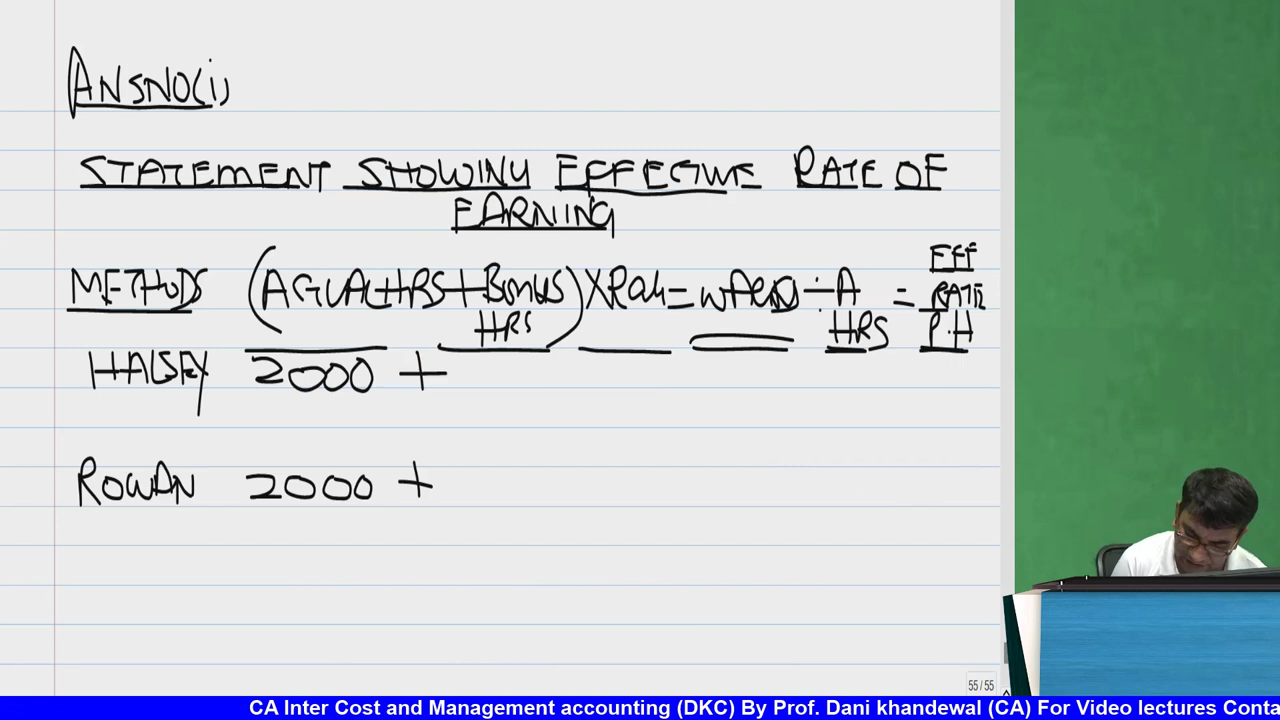 ANSNO(i)
STATEMENT SHOWING EFFECTIVE RATE OF
EARNING
METHODS (ACTUAL HRS + BONUS HRS) X Rate = WAGES ÷ A HRS = EFF RATE P.H
HALSEY 2000 +
ROWAN 2000 +
55 / 55
CA Inter Cost and Management accounting (DKC) By Prof. Dani khandewal (CA) For Video lectures Conta